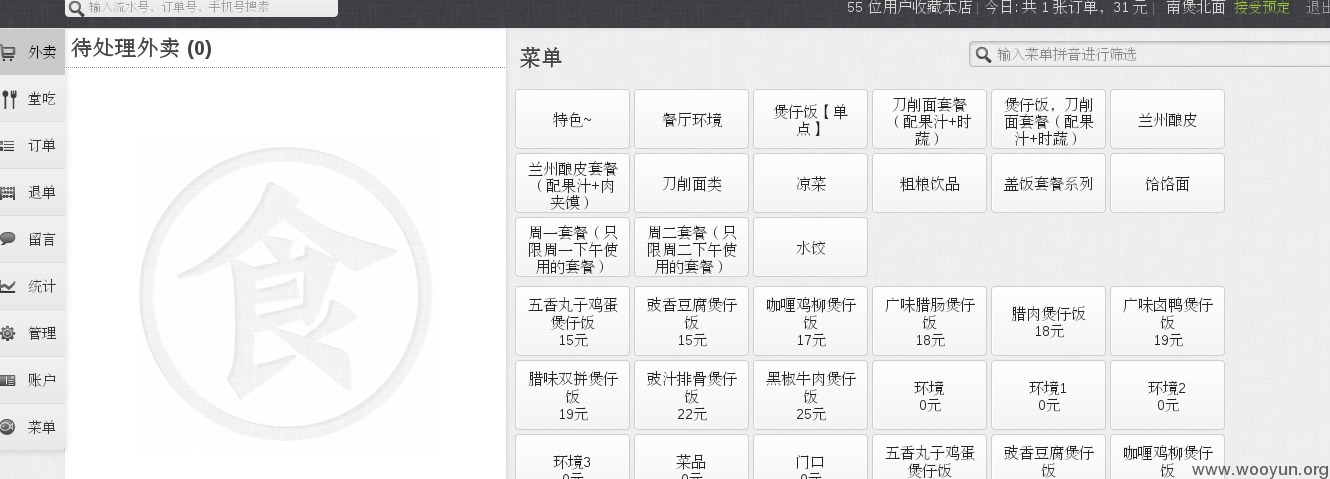 输入流水号，订单号，手机号搜索
55 位用户收藏本店 | 今日: 共 1 张订单，31 元 | 南煲北面 接受预定 退出
外卖
堂吃
订单
退单
留言
统计
管理
账户
菜单
待处理外卖 (0)
食
菜单
输入菜单拼音进行筛选
特色~
餐厅环境
煲仔饭【单
点】
刀削面套餐
（配果汁+时
蔬）
煲仔饭，刀削
面套餐（配果
汁+时蔬）
兰州酿皮
兰州酿皮套餐
（配果汁+肉
夹馍）
刀削面类
凉菜
粗粮饮品
盖饭套餐系列
饸饹面
周一套餐（只
限周一下午使
用的套餐）
周二套餐（只
限周二下午使
用的套餐）
水饺
五香丸子鸡蛋
煲仔饭
15元
豉香豆腐煲仔
饭
15元
咖喱鸡柳煲仔
饭
17元
广味腊肠煲仔
饭
18元
腊肉煲仔饭
18元
广味卤鸭煲仔
饭
19元
腊味双拼煲仔
饭
19元
豉汁排骨煲仔
饭
22元
黑椒牛肉煲仔
饭
25元
环境
0元
环境1
0元
环境2
0元
环境3
0元
菜品
0元
门口
0元
五香丸子鸡蛋
煲仔饭
豉香豆腐煲仔
饭
咖喱鸡柳煲仔
饭
www.wooyun.org